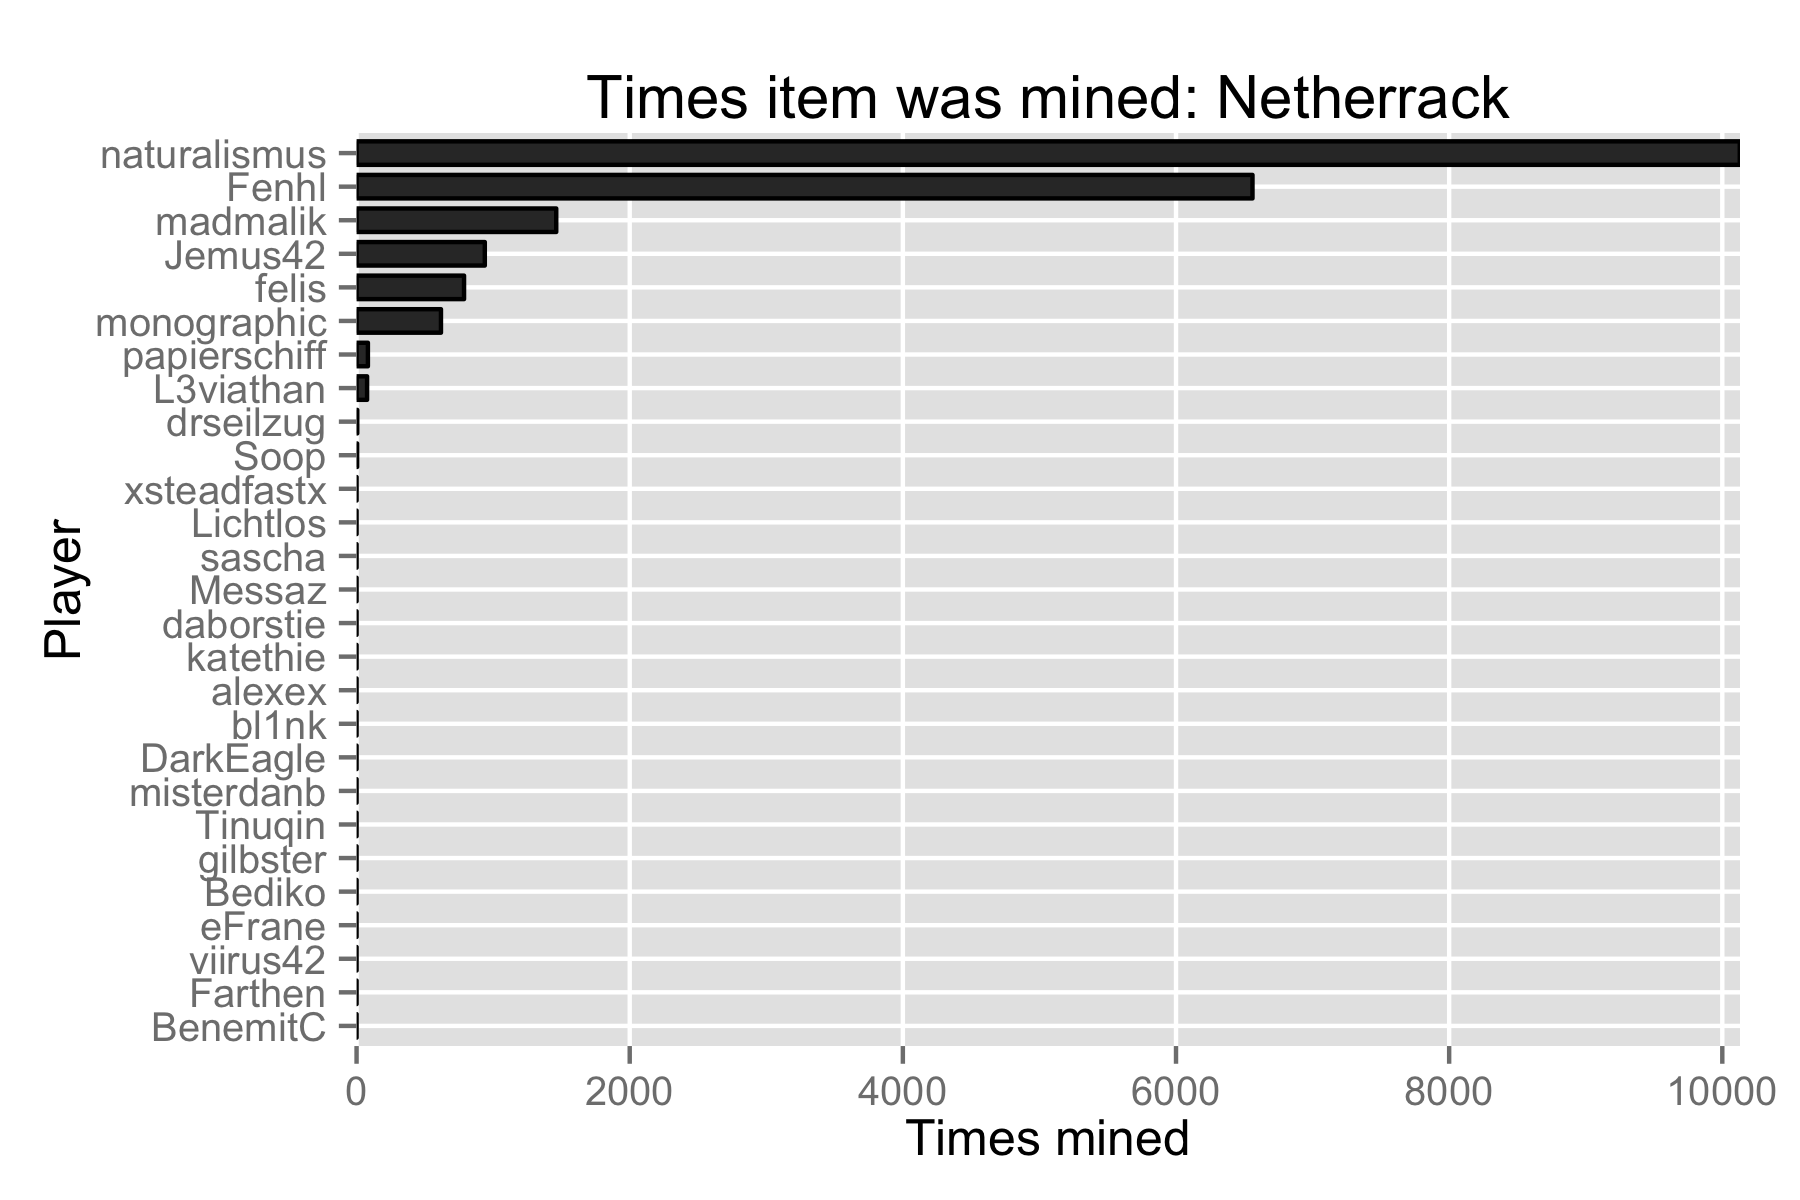 Times item was mined: Netherrack
naturalismus
Fenhl
madmalik
Jemus42
felis
monographic
papierschiff
L3viathan
drseilzug
Soop
xsteadfastx
Lichtlos
sascha
Messaz
daborstie
katethie
alexex
bl1nk
DarkEagle
misterdanb
Tinuqin
gilbster
Bediko
eFrane
viirus42
Farthen
BenemitC
Player
0 2000 4000 6000 8000 10000
Times mined